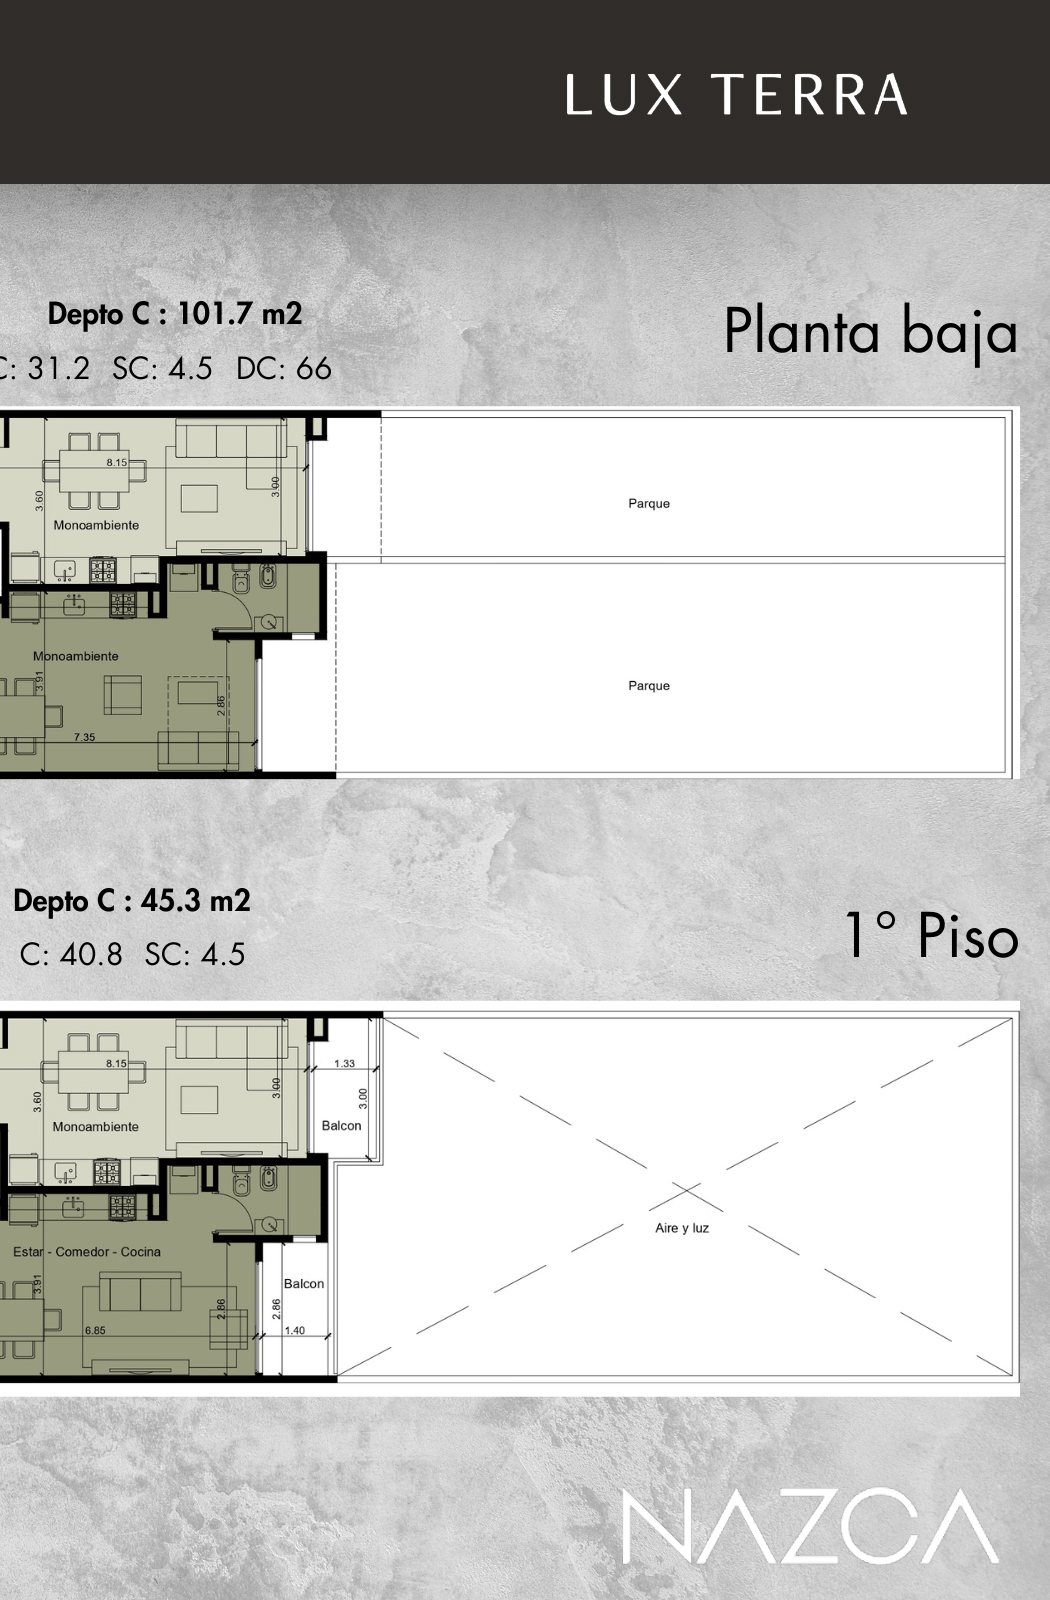 LUX TERRA
Depto C : 101.7 m2
Planta baja
C: 31.2 SC: 4.5 DC: 66
8.15
3.00
3.60
Monoambiente
Parque
Monoambiente
3.91
2.86
7.35
Parque
Depto C : 45.3 m2
1° Piso
C: 40.8 SC: 4.5
8.15
3.00
3.60
Monoambiente
1.33
3.00
Balcon
Aire y luz
Estar - Comedor - Cocina
3.91
2.86
6.85
Balcon
2.86
1.40
NAZCA